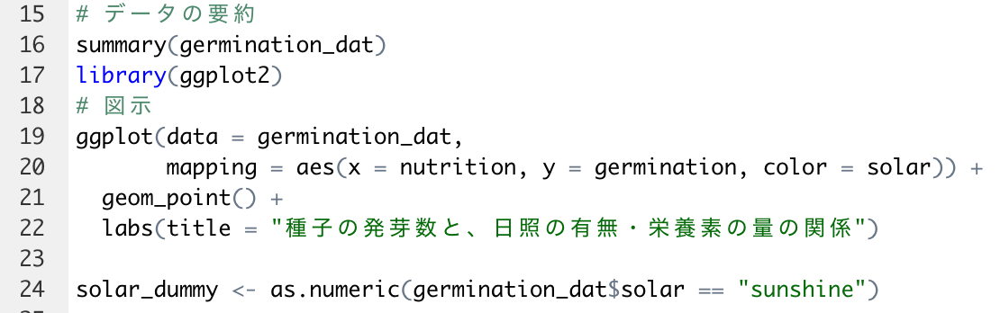 15 # データの要約
16 summary(germination_dat)
17 library(ggplot2)
18 # 図示
19 ggplot(data = germination_dat,
20        mapping = aes(x = nutrition, y = germination, color = solar)) +
21   geom_point() +
22   labs(title = "種子の発芽数と、日照の有無・栄養素の量の関係")
23
24 solar_dummy <- as.numeric(germination_dat$solar == "sunshine")